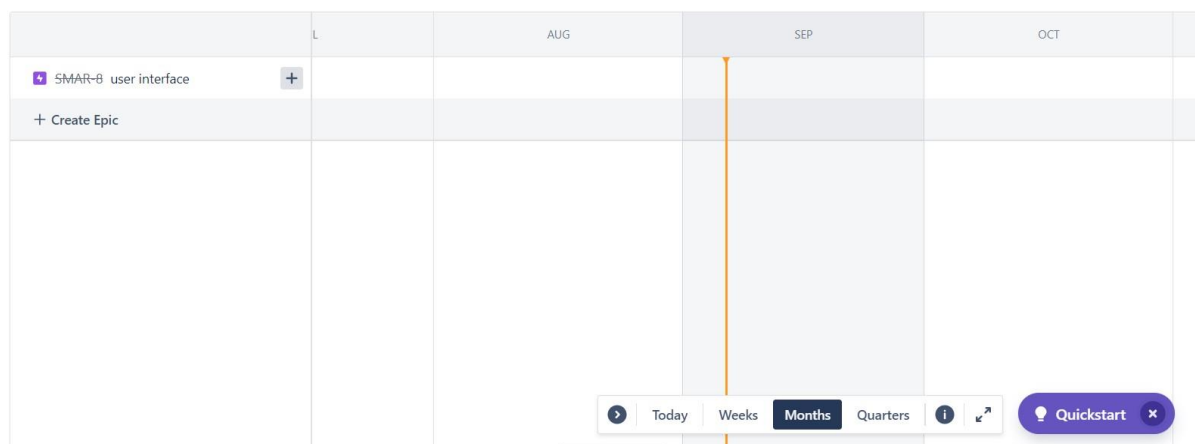 L AUG SEP OCT
SMAR-8 user interface +
+ Create Epic
Today Weeks Months Quarters i Quickstart